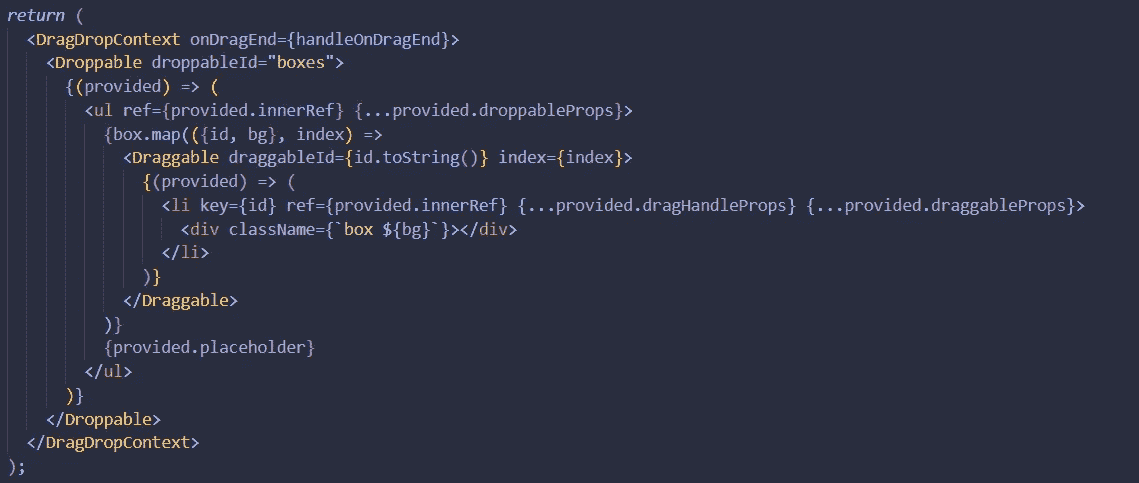 return (
<DragDropContext onDragEnd={handleOnDragEnd}>
<Droppable droppableId="boxes">
{(provided) => (
<ul ref={provided.innerRef} {...provided.droppableProps}>
{box.map(({id, bg}, index) =>
<Draggable draggableId={id.toString()} index={index}>
{(provided) => (
<li key={id} ref={provided.innerRef} {...provided.dragHandleProps} {...provided.draggableProps}>
<div className={`box ${bg}`}></div>
</li>
)}
</Draggable>
)}
{provided.placeholder}
</ul>
)}
</Droppable>
</DragDropContext>
);